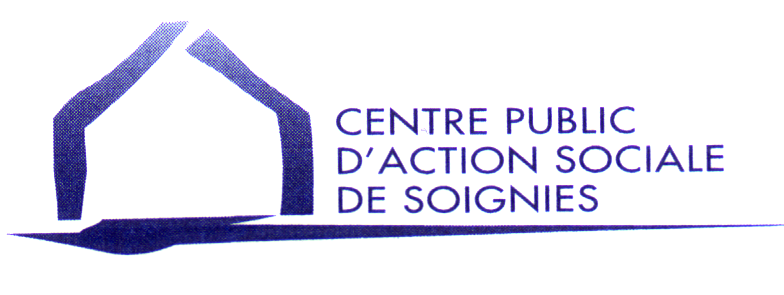 CENTRE PUBLIC
D'ACTION SOCIALE
DE SOIGNIES